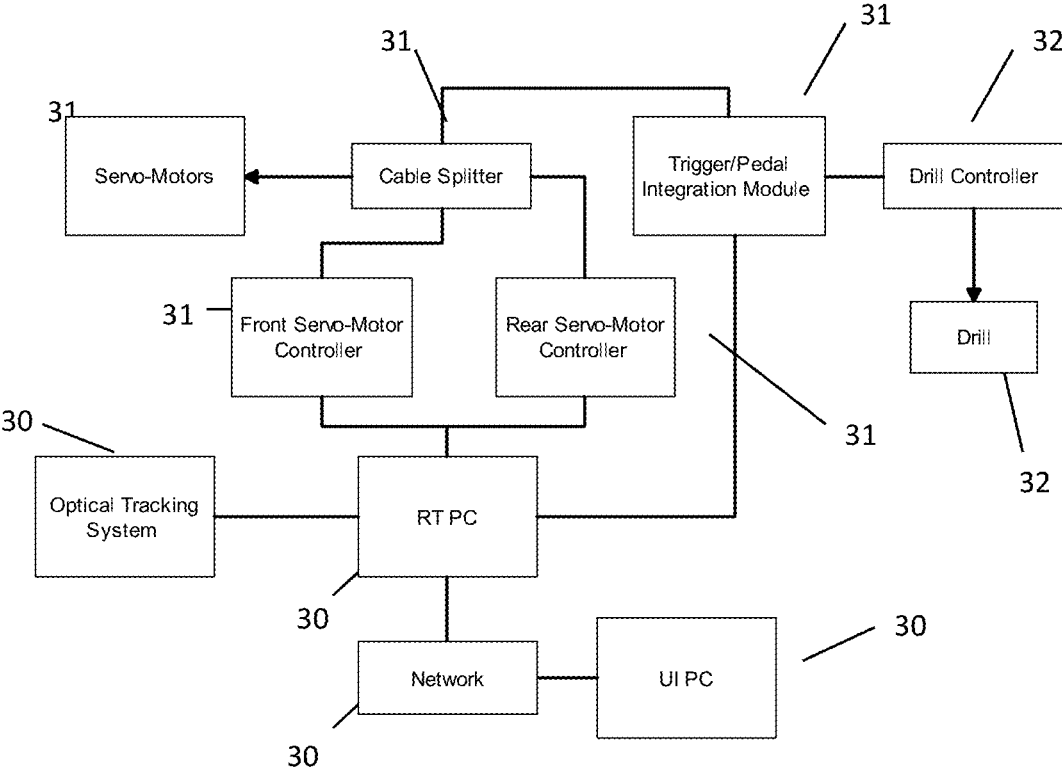 31
31
32
31
Servo-Motors
Cable Splitter
Trigger/Pedal
Integration Module
Drill Controller
31
Front Servo-Motor
Controller
Rear Servo-Motor
Controller
Drill
30
31
32
Optical Tracking
System
RT PC
30
30
Network
UI PC
30